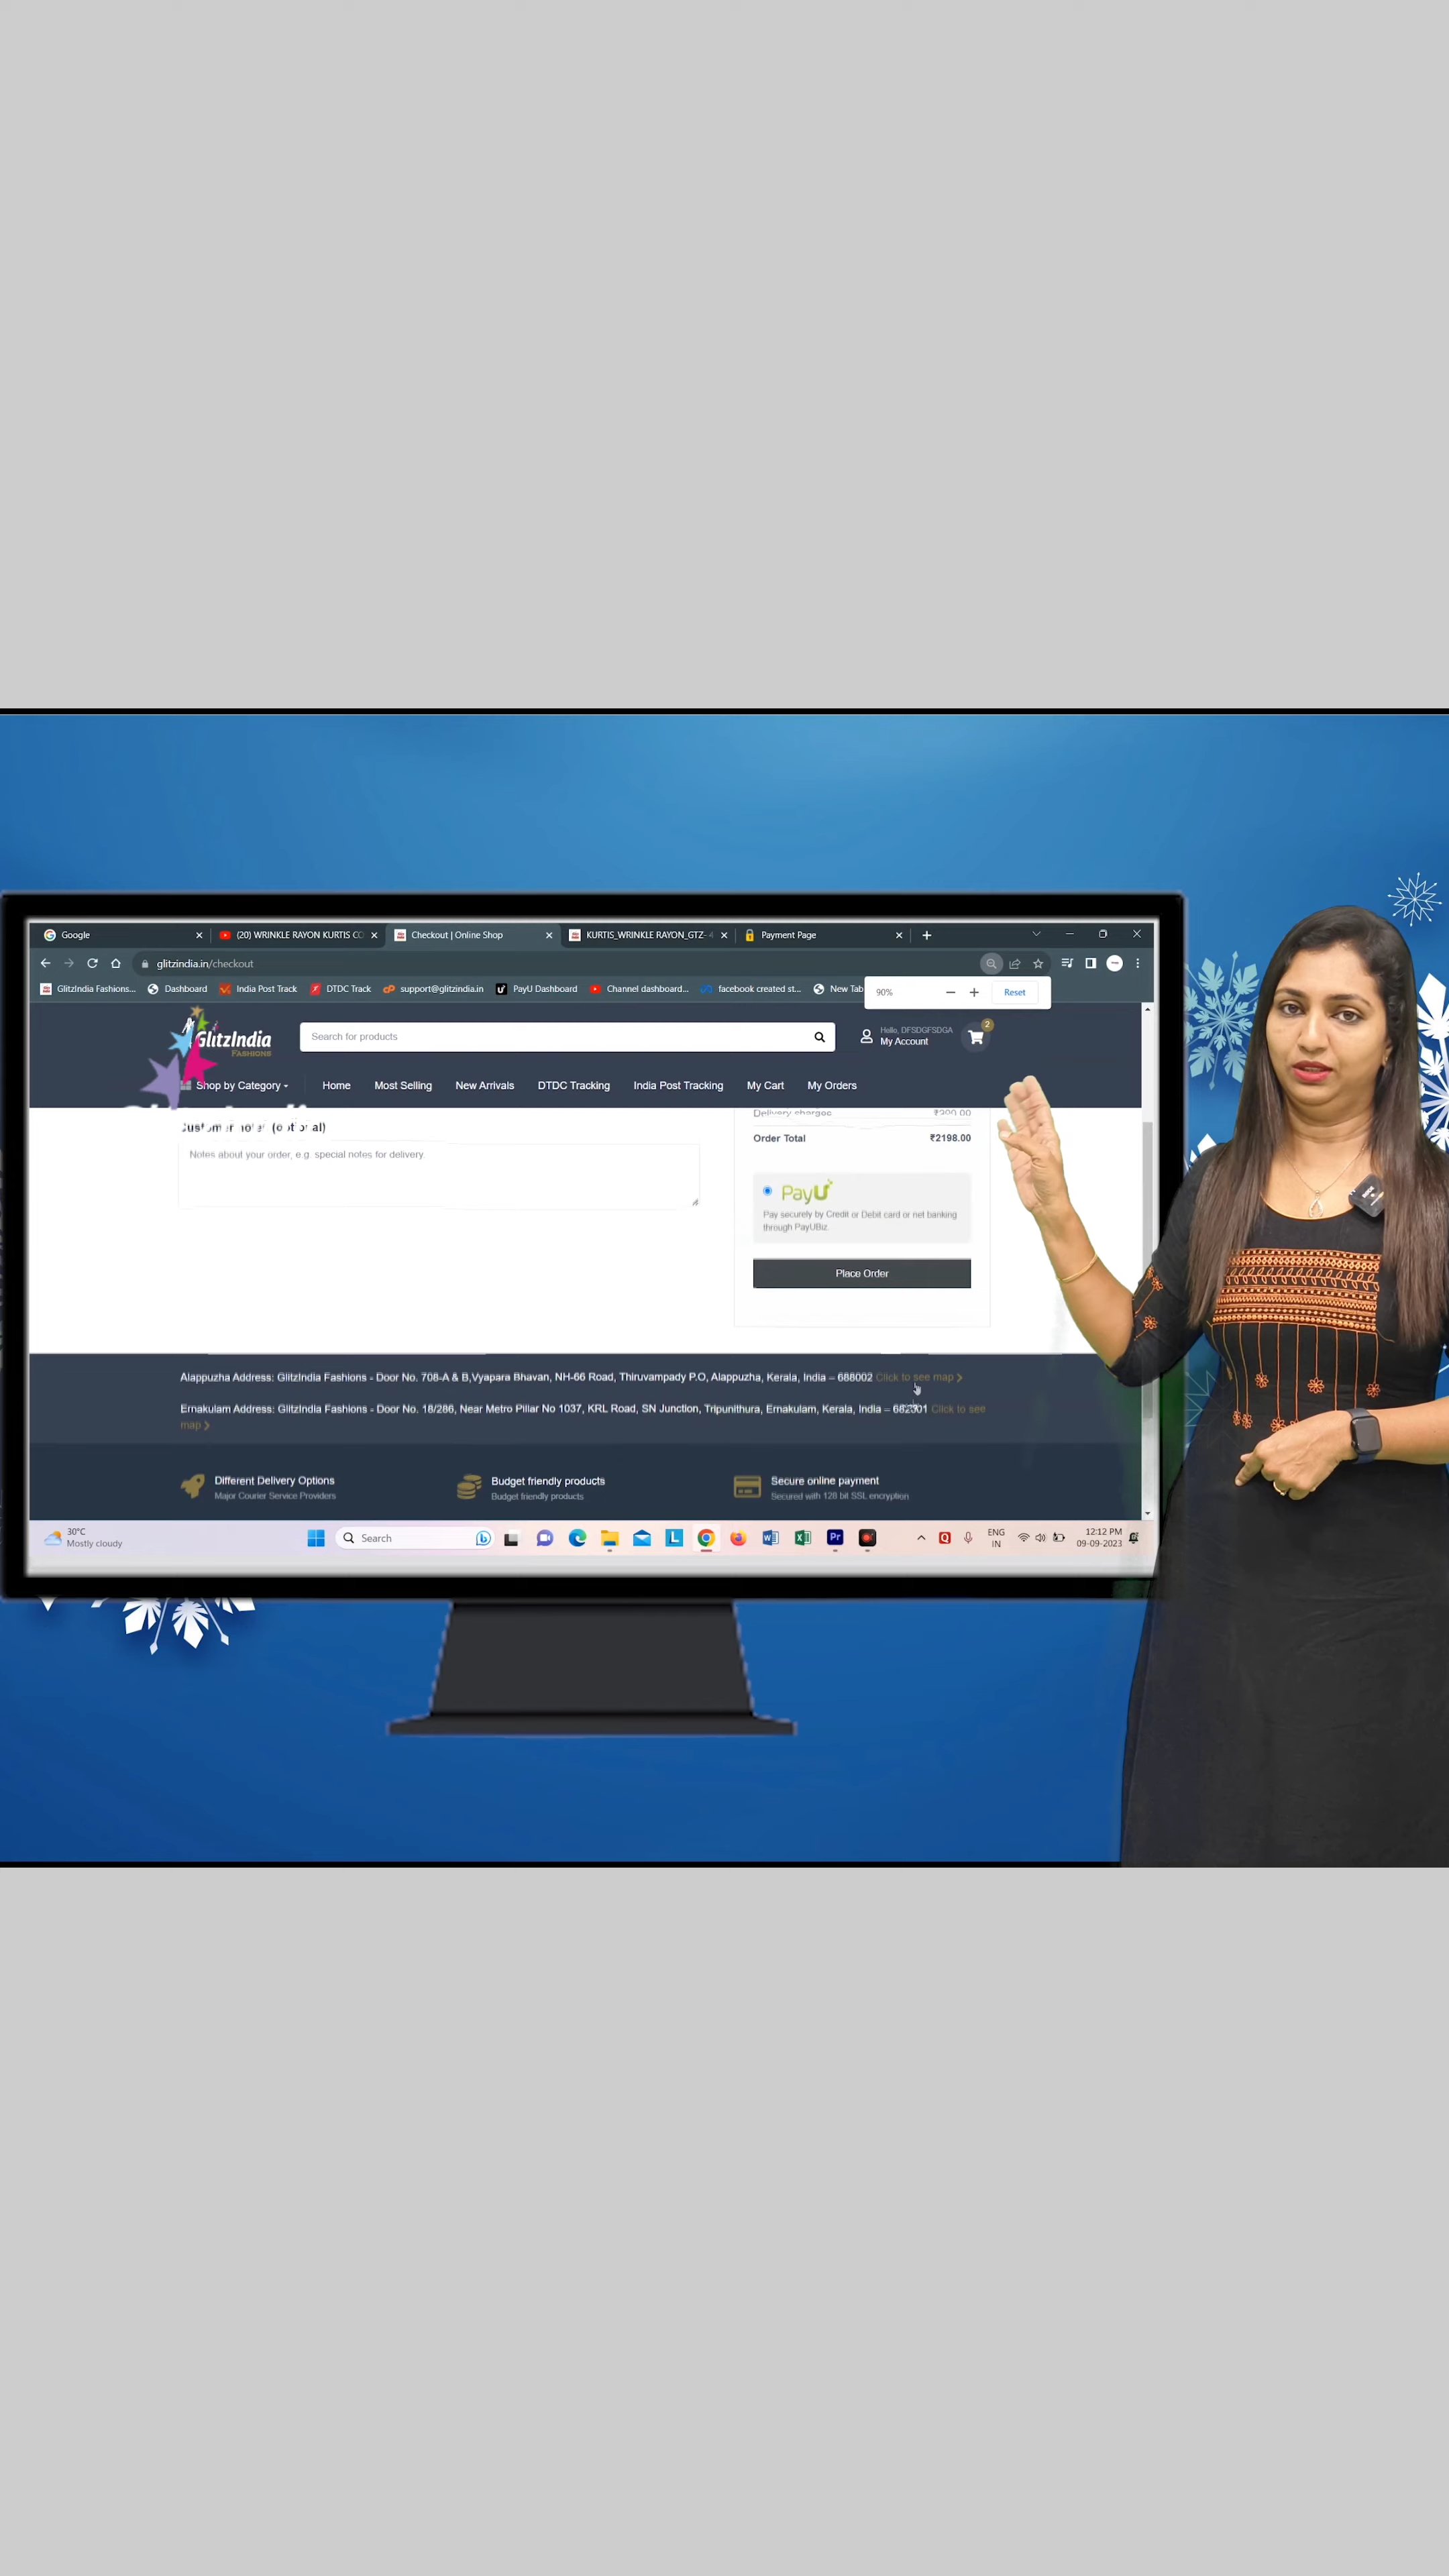 Google
(20) WRINKLE RAYON KURTIS CO
Checkout | Online Shop
KURTIS_WRINKLE RAYON_GTZ- 4
Payment Page
glitzindia.in/checkout
GlitzIndia Fashions...
Dashboard
India Post Track
DTDC Track
support@glitzindia.in
PayU Dashboard
Channel dashboard...
facebook created st...
New Tab
90%
Reset
GlitzIndia
FASHIONS
Search for products
Hello, DFSDGFSDGA
My Account
2
Shop by Category
Home
Most Selling
New Arrivals
DTDC Tracking
India Post Tracking
My Cart
My Orders
Customer notes (optional)
Notes about your order, e.g. special notes for delivery.
Delivery charges
Order Total
₹2198.00
PayU
Pay securely by Credit or Debit card or net banking
through PayUBiz.
Place Order
Alappuzha Address: GlitzIndia Fashions - Door No. 708-A & B,Vyapara Bhavan, NH-66 Road, Thiruvampady P.O, Alappuzha, Kerala, India – 688002 Click to see map
Ernakulam Address: GlitzIndia Fashions - Door No. 18/286, Near Metro Pillar No 1037, KRL Road, SN Junction, Tripunithura, Ernakulam, Kerala, India – 682301 Click to see
map
Different Delivery Options
Major Courier Service Providers
Budget friendly products
Budget friendly products
Secure online payment
Secured with 128 bit SSL encryption
30°C
Mostly cloudy
Search
ENG
IN
12:12 PM
09-09-2023